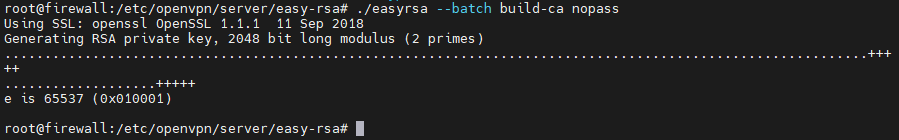 root@firewall:/etc/openvpn/server/easy-rsa# ./easyrsa --batch build-ca nopass
Using SSL: openssl OpenSSL 1.1.1  11 Sep 2018
Generating RSA private key, 2048 bit long modulus (2 primes)
............................................................................................................+++
++
...................+++++
e is 65537 (0x010001)
root@firewall:/etc/openvpn/server/easy-rsa#